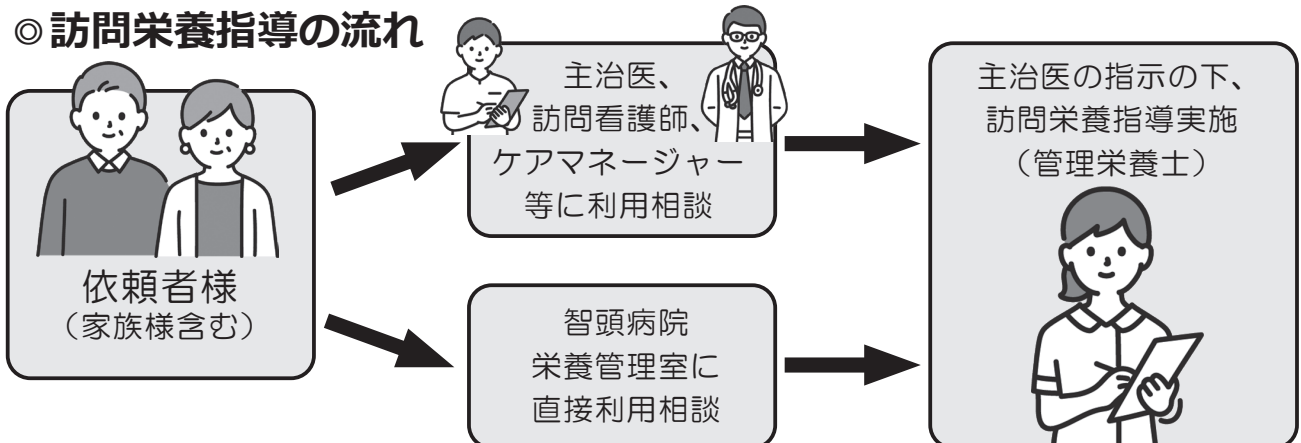 ◎訪問栄養指導の流れ
依頼者様
（家族様含む）
主治医、
訪問看護師、
ケアマネージャー
等に利用相談
智頭病院
栄養管理室に
直接利用相談
主治医の指示の下、
訪問栄養指導実施
（管理栄養士）